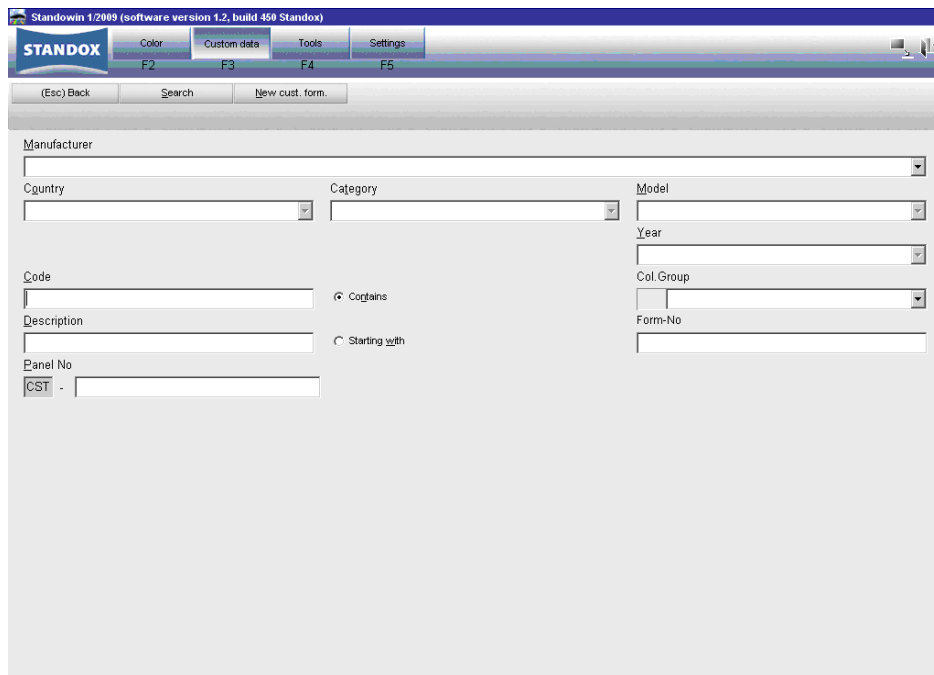 Standowin 1/2009 (software version 1.2, build 450 Standox)
STANDOX
Color Custom data Tools Settings
F2 F3 F4 F5
(Esc) Back Search New cust. form.
Manufacturer
Country Category Model
Year
Code Col.Group
Contains
Description Form-No
Starting with
Panel No
CST -